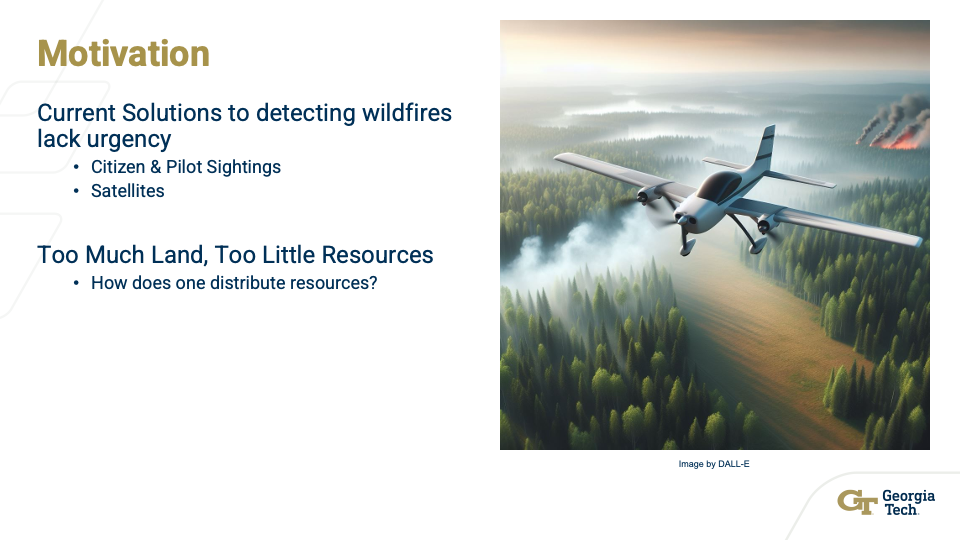 Motivation
Current Solutions to detecting wildfires
lack urgency
• Citizen & Pilot Sightings
• Satellites
Too Much Land, Too Little Resources
• How does one distribute resources?
Image by DALL-E
GT Georgia
Tech